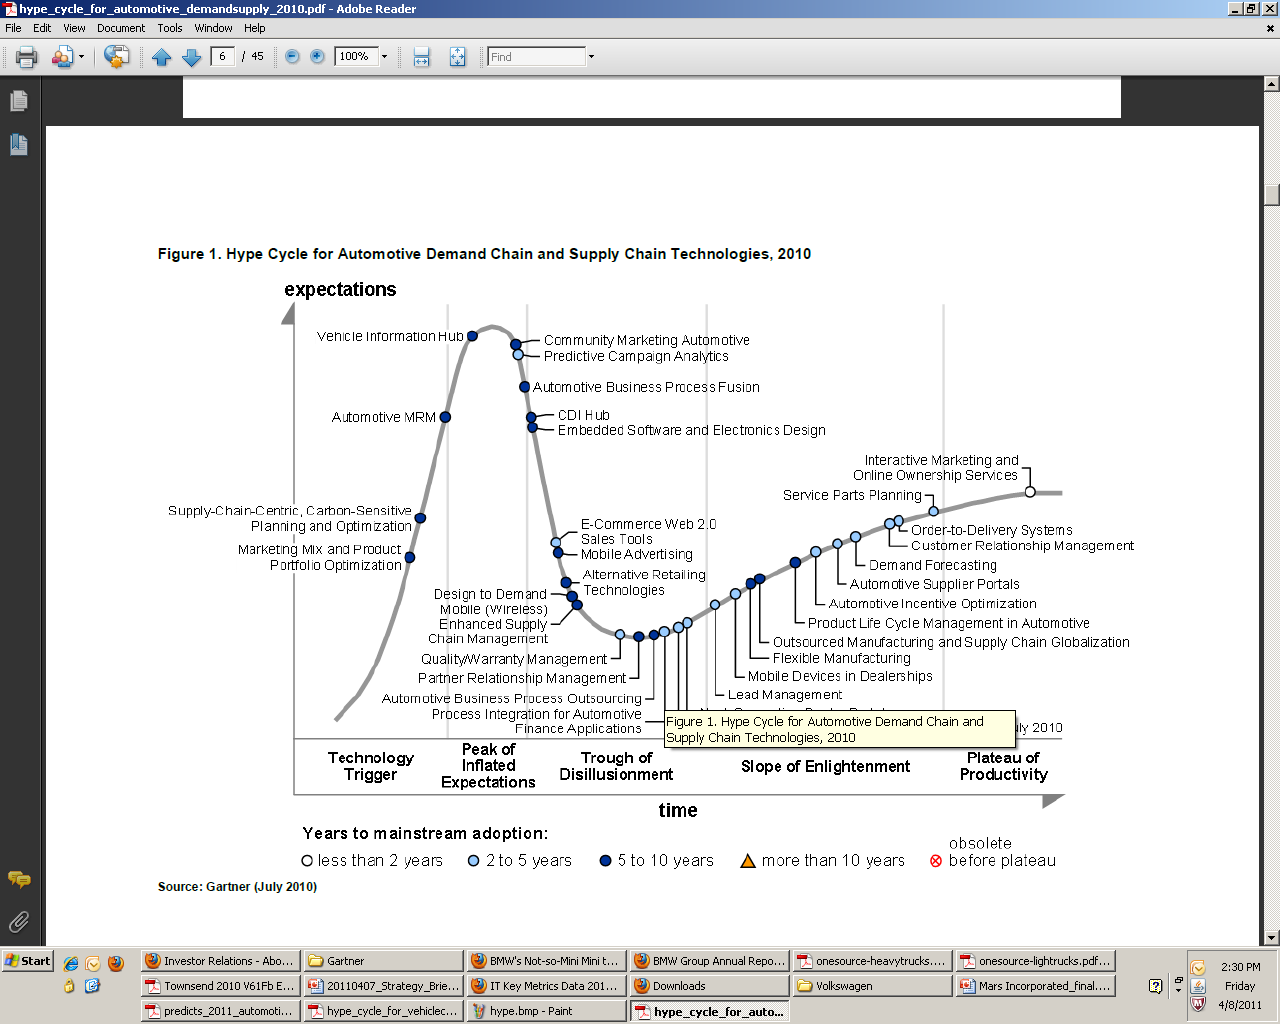 hype_cycle_for_automotive_demandsupply_2010.pdf - Adobe Reader
File Edit View Document Tools Window Help
6 / 45 100% Find
Figure 1. Hype Cycle for Automotive Demand Chain and Supply Chain Technologies, 2010
expectations
Vehicle Information Hub
Community Marketing Automotive
Predictive Campaign Analytics
Automotive Business Process Fusion
Automotive MRM
CDI Hub
Embedded Software and Electronics Design
Interactive Marketing and
Online Ownership Services
Service Parts Planning
Supply-Chain-Centric, Carbon-Sensitive
Planning and Optimization
E-Commerce Web 2.0
Sales Tools
Order-to-Delivery Systems
Customer Relationship Management
Marketing Mix and Product
Portfolio Optimization
Mobile Advertising
Demand Forecasting
Alternative Retailing
Technologies
Automotive Supplier Portals
Design to Demand
Mobile (Wireless)
Enhanced Supply
Chain Management
Automotive Incentive Optimization
Product Life Cycle Management in Automotive
Outsourced Manufacturing and Supply Chain Globalization
Quality/Warranty Management
Flexible Manufacturing
Partner Relationship Management
Mobile Devices in Dealerships
Automotive Business Process Outsourcing
Lead Management
Process Integration for Automotive
Finance Applications
Figure 1. Hype Cycle for Automotive Demand Chain and
Supply Chain Technologies, 2010
2010
Technology
Trigger
Peak of
Inflated
Expectations
Trough of
Disillusionment
Slope of Enlightenment
Plateau of
Productivity
time
Years to mainstream adoption:
less than 2 years 2 to 5 years 5 to 10 years more than 10 years obsolete
before plateau
Source: Gartner (July 2010)
Start
Investor Relations - Abo...
Gartner
BMW's Not-so-Mini Mini t...
BMW Group Annual Repo...
onesource-heavytrucks....
onesource-lightrucks.pdf...
Townsend 2010 V61Fb E...
20110407_Strategy_Brie...
IT Key Metrics Data 201...
Downloads
Volkswagen
Mars Incorporated_final....
predicts_2011_automoti...
hype_cycle_for_vehiclec...
hype.bmp - Paint
hype_cycle_for_auto...
2:30 PM
Friday
4/8/2011